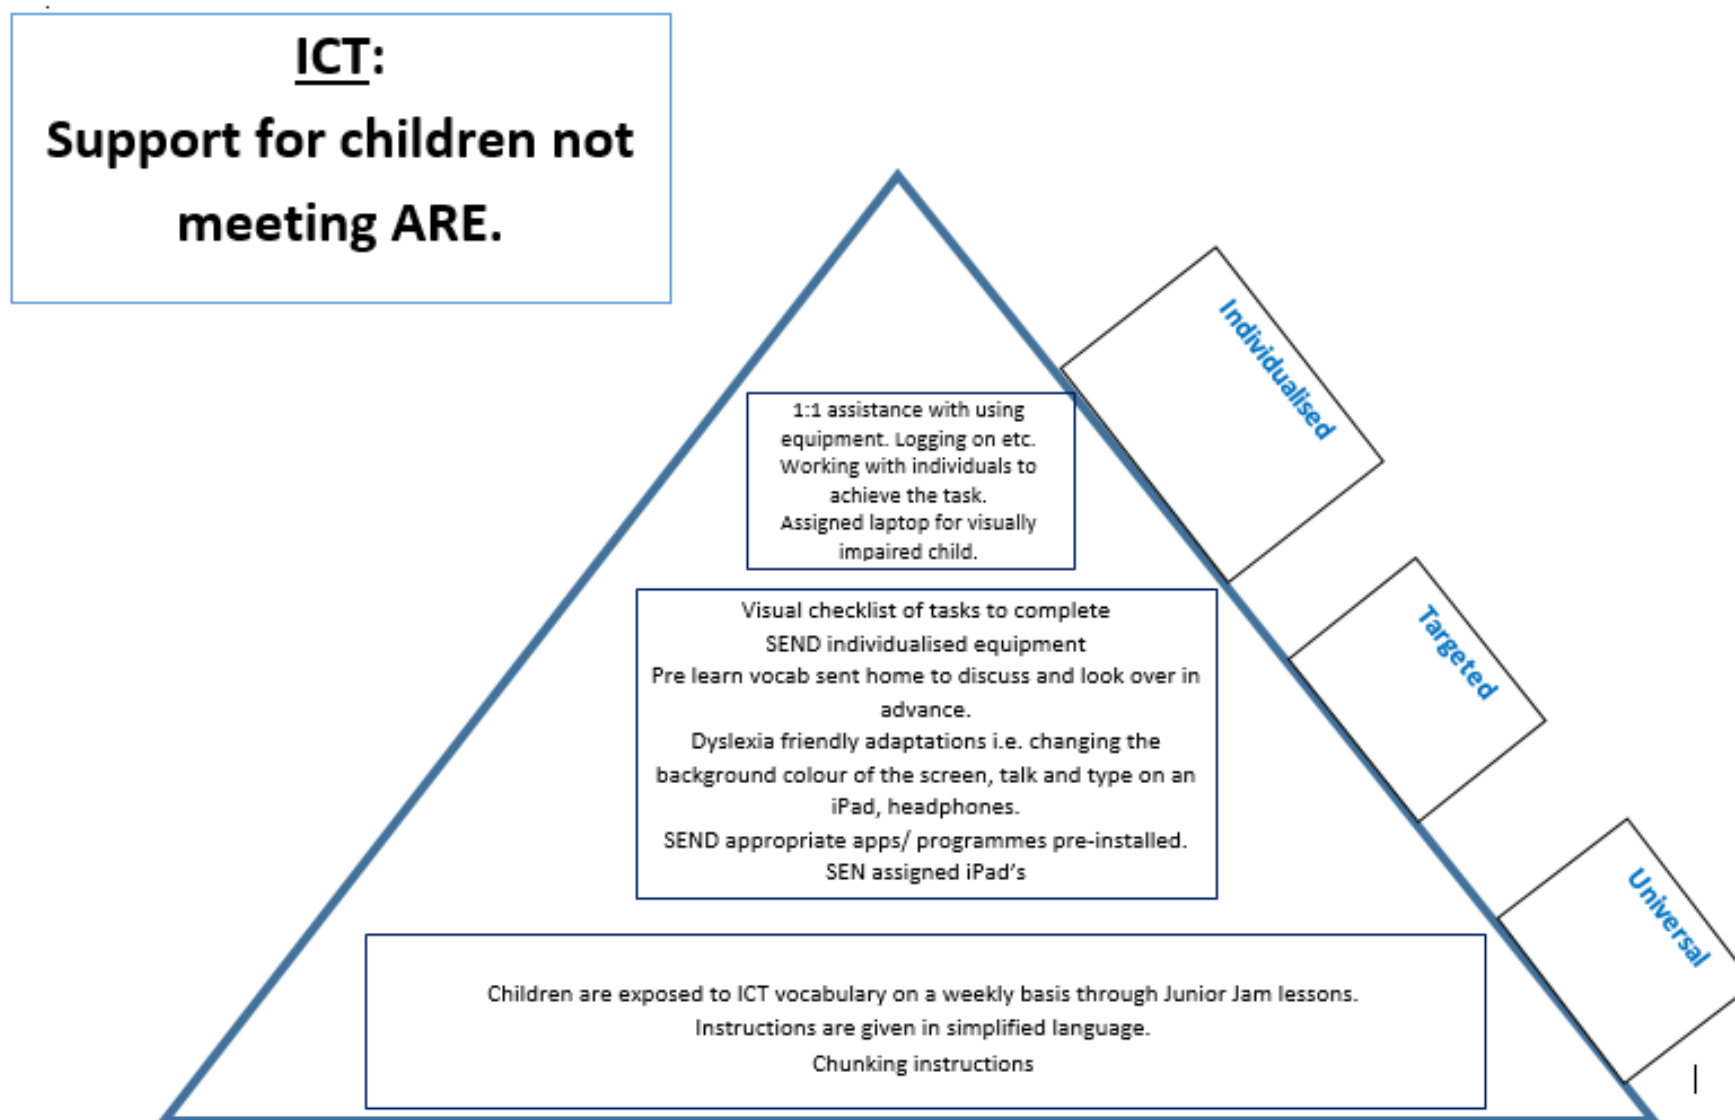 ICT:
Support for children not
meeting ARE.
Individualised
1:1 assistance with using
equipment. Logging on etc.
Working with individuals to
achieve the task.
Assigned laptop for visually
impaired child.
Targeted
Visual checklist of tasks to complete
SEND individualised equipment
Pre learn vocab sent home to discuss and look over in
advance.
Dyslexia friendly adaptations i.e. changing the
background colour of the screen, talk and type on an
iPad, headphones.
SEND appropriate apps/ programmes pre-installed.
SEN assigned iPad’s
Universal
Children are exposed to ICT vocabulary on a weekly basis through Junior Jam lessons.
Instructions are given in simplified language.
Chunking instructions